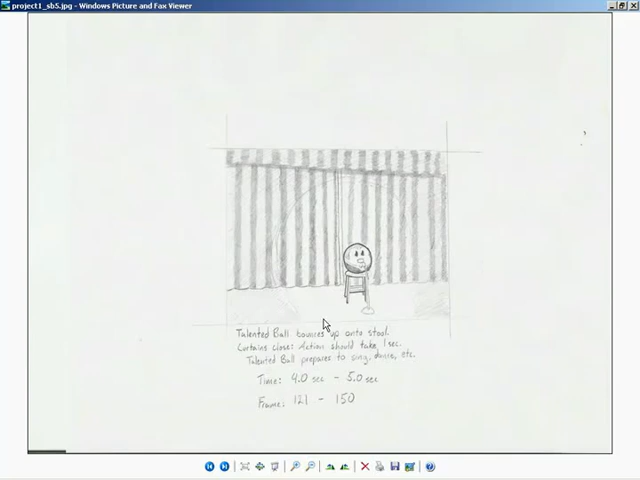 project1_sb5.jpg - Windows Picture and Fax Viewer
Talented Ball bounces up onto stool.
Curtains close: Action should take 1 sec.
Talented Ball prepares to sing, dance, etc.
Time: 4.0 sec - 5.0 sec
Frame: 121 - 150